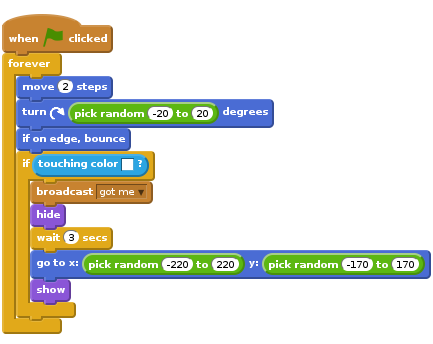 when clicked
forever
move 2 steps
turn pick random -20 to 20 degrees
if on edge, bounce
if touching color ?
broadcast got me
hide
wait 3 secs
go to x: pick random -220 to 220 y: pick random -170 to 170
show